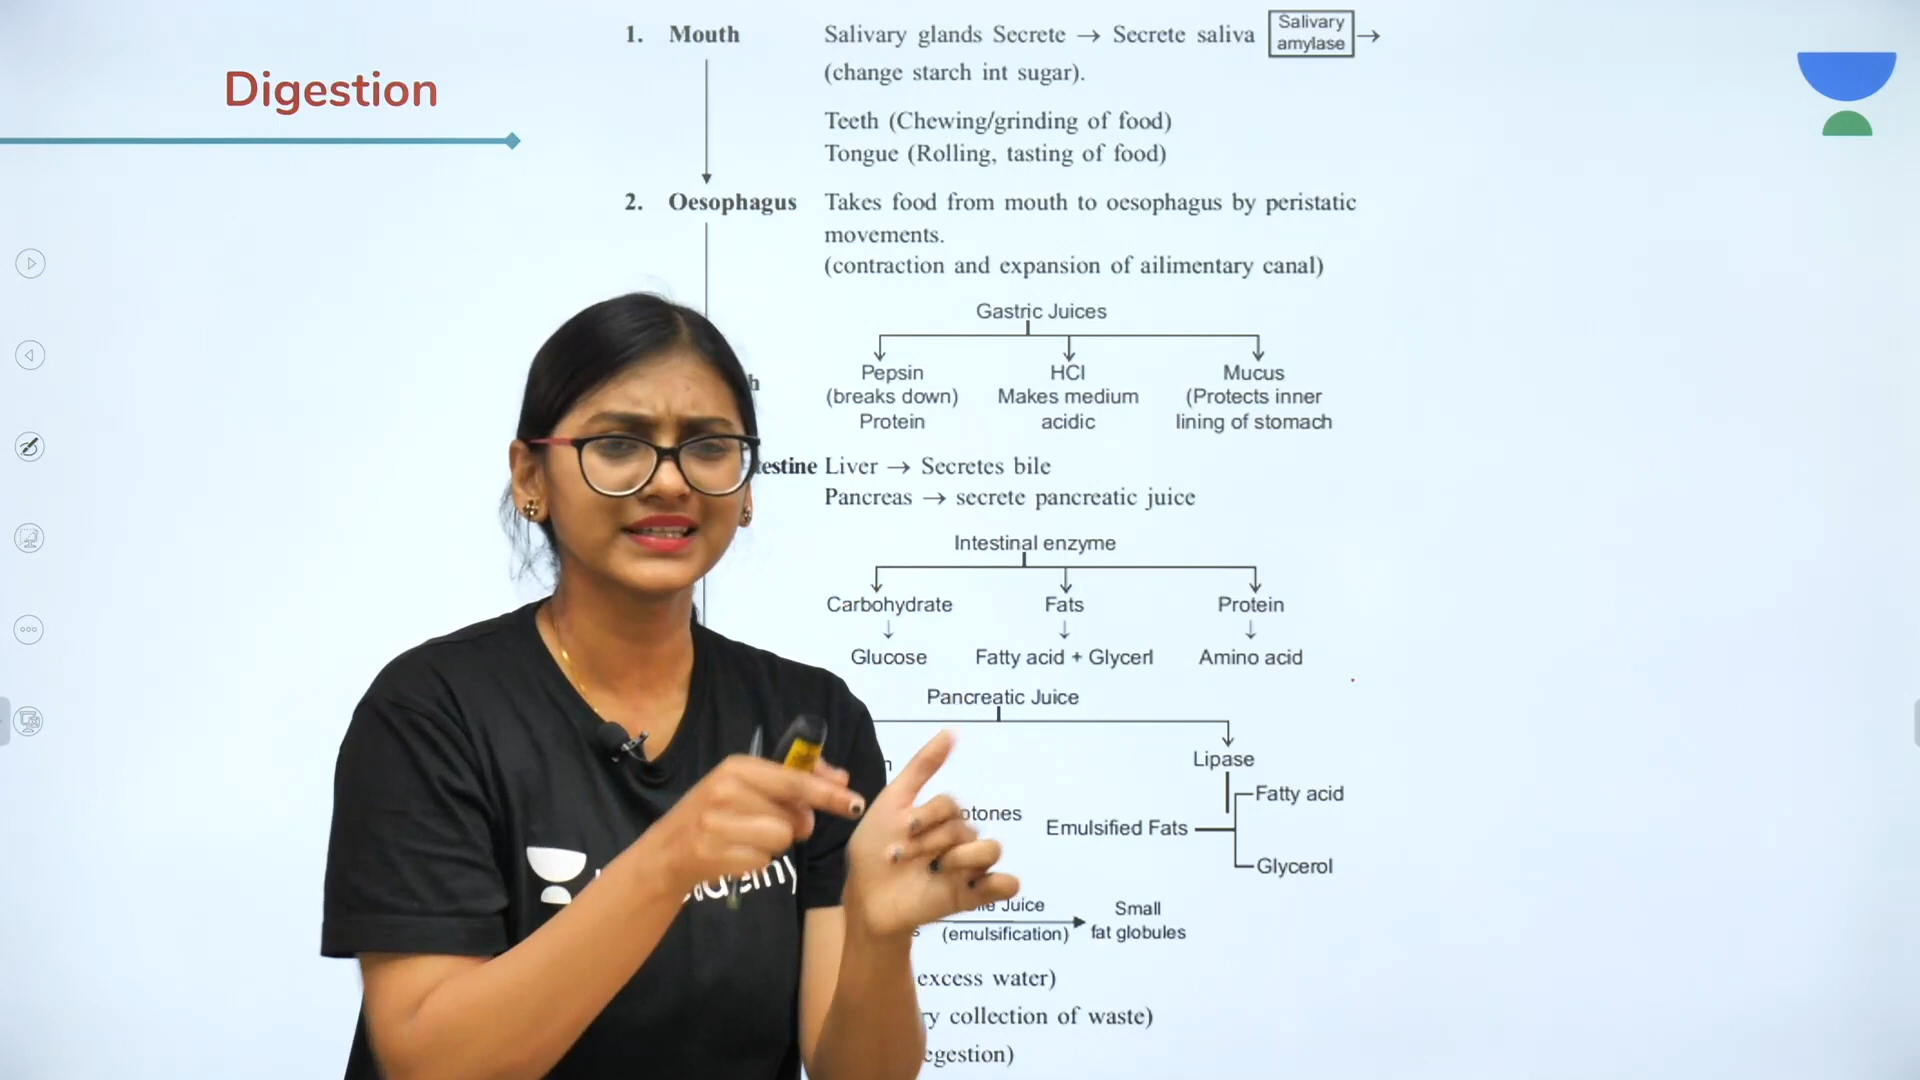 Digestion
1. Mouth
Salivary glands Secrete → Secrete saliva
Salivary
amylase
→
(change starch int sugar).
Teeth (Chewing/grinding of food)
Tongue (Rolling, tasting of food)
2. Oesophagus
Takes food from mouth to oesophagus by peristatic
movements.
(contraction and expansion of ailimentary canal)
Gastric Juices
Pepsin
(breaks down)
Protein
HCl
Makes medium
acidic
Mucus
(Protects inner
lining of stomach
Liver → Secretes bile
Pancreas → secrete pancreatic juice
Intestinal enzyme
Carbohydrate
Fats
Protein
Glucose
Fatty acid + Glycerl
Amino acid
Pancreatic Juice
Lipase
Fatty acid
Emulsified Fats
Glycerol
Juice
(emulsification)
Small
fat globules
excess water)
collection of waste)